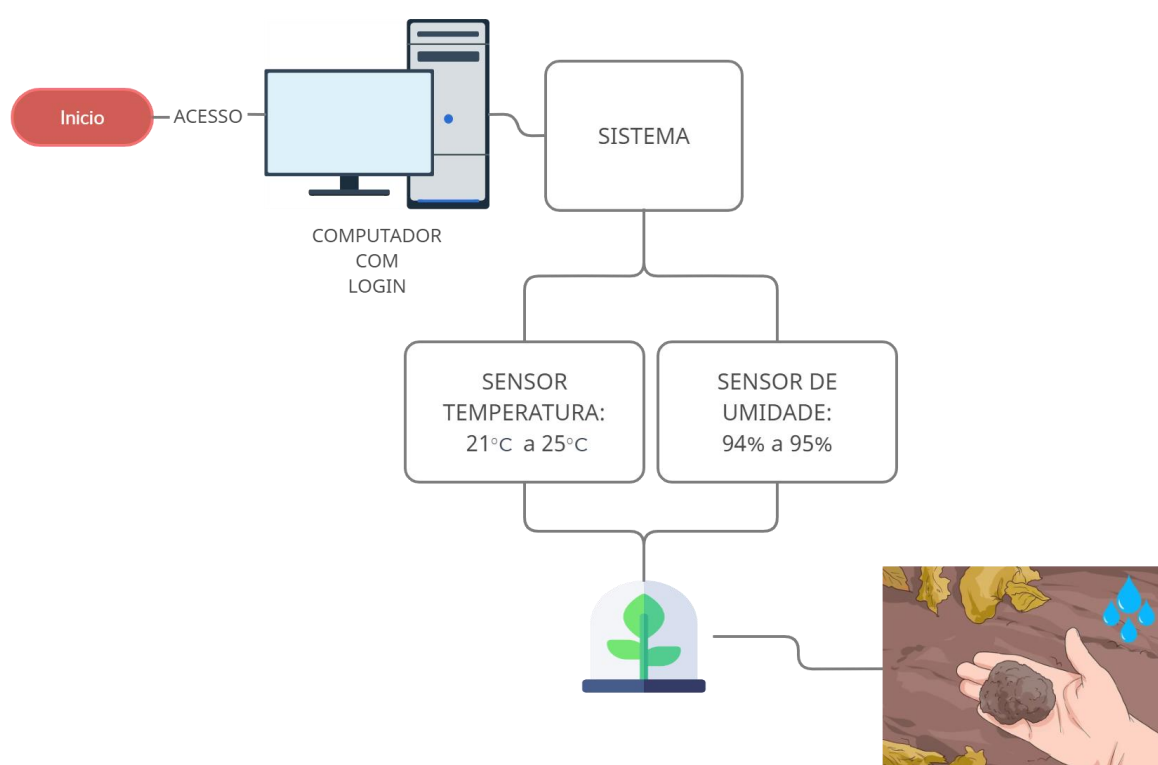 Inicio
ACESSO
SISTEMA
COMPUTADOR
COM
LOGIN
SENSOR
TEMPERATURA:
21°C a 25°C
SENSOR DE
UMIDADE:
94% a 95%